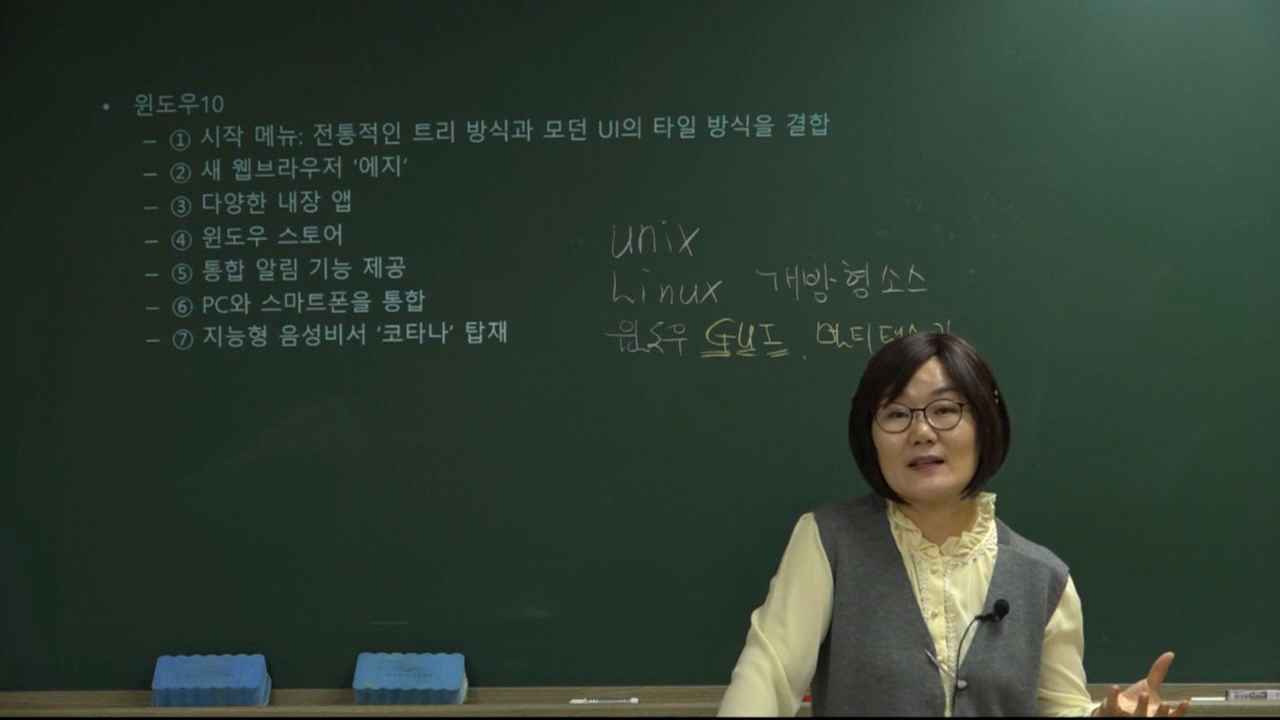 • 윈도우10
– ① 시작 메뉴: 전통적인 트리 방식과 모던 UI의 타일 방식을 결합
– ② 새 웹브라우저 '에지'
– ③ 다양한 내장 앱
– ④ 윈도우 스토어
– ⑤ 통합 알림 기능 제공
– ⑥ PC와 스마트폰을 통합
– ⑦ 지능형 음성비서 '코타나' 탑재
unix
Linux 개방형소스
윈도우 GUI.